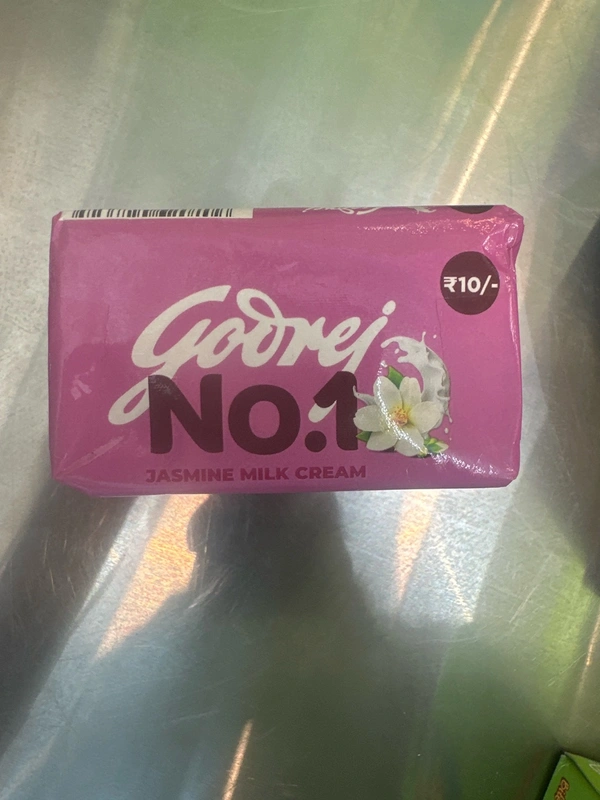 ₹10/-
Godrej
No.1
JASMINE MILK CREAM